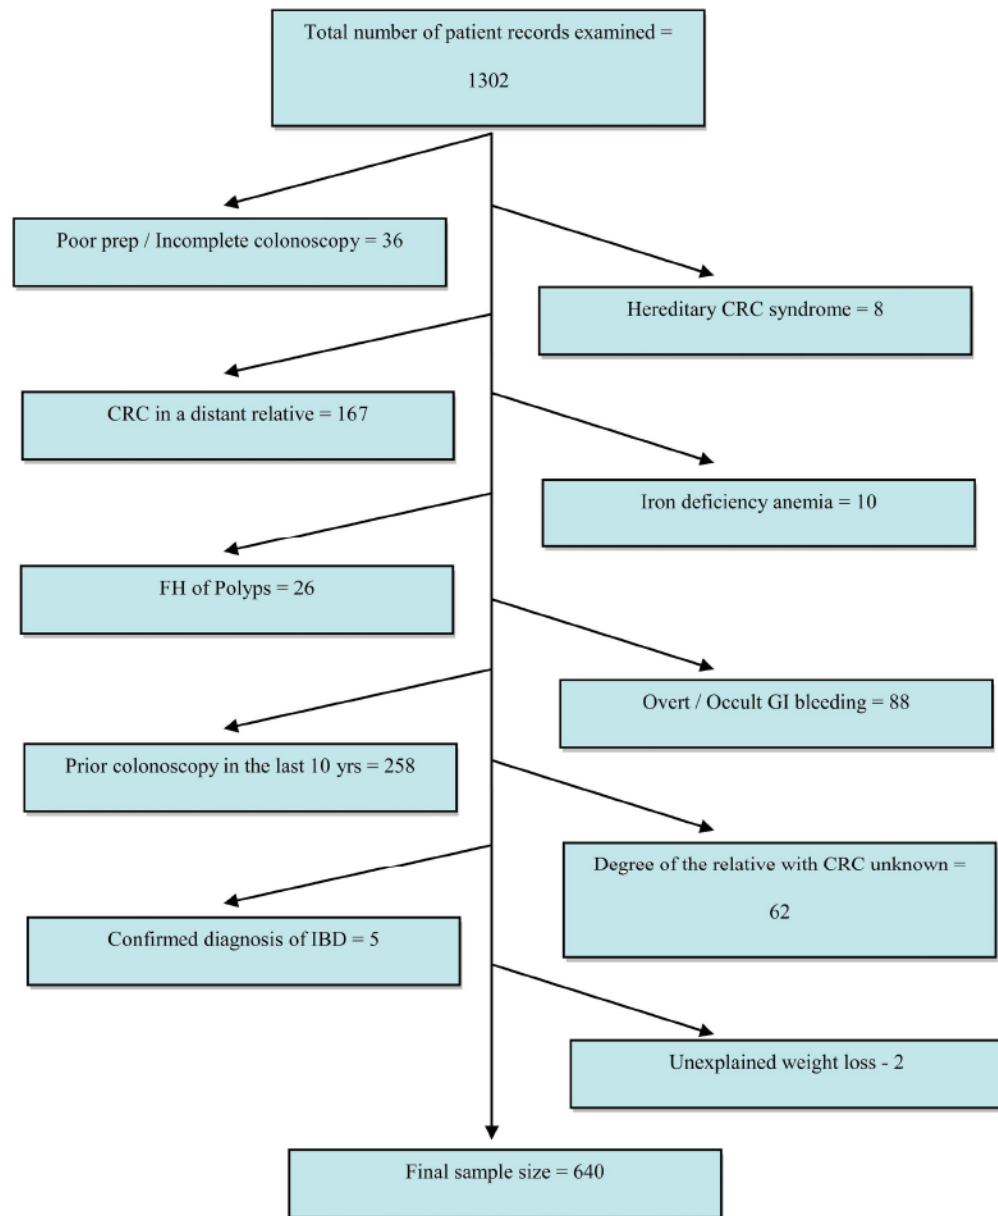 Total number of patient records examined =
1302
Poor prep / Incomplete colonoscopy = 36
Hereditary CRC syndrome = 8
CRC in a distant relative = 167
Iron deficiency anemia = 10
FH of Polyps = 26
Overt / Occult GI bleeding = 88
Prior colonoscopy in the last 10 yrs = 258
Degree of the relative with CRC unknown =
62
Confirmed diagnosis of IBD = 5
Unexplained weight loss - 2
Final sample size = 640